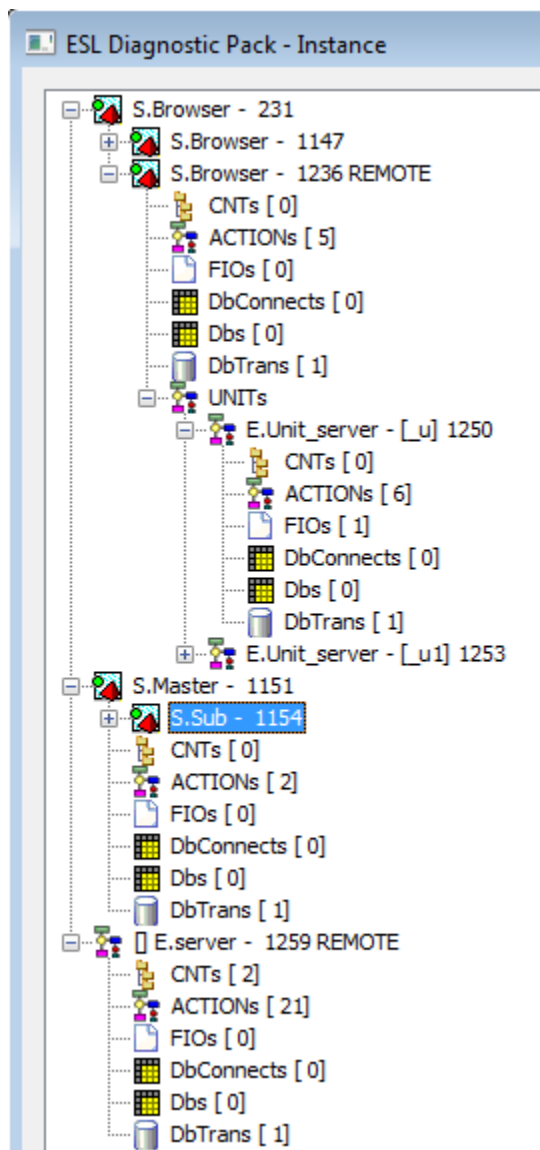 ESL Diagnostic Pack - Instance
S.Browser - 231
S.Browser - 1147
S.Browser - 1236 REMOTE
CNTs [ 0]
ACTIONs [ 5]
FIOs [ 0]
DbConnects [ 0]
Dbs [ 0]
DbTrans [ 1]
UNITs
E.Unit_server - [_u] 1250
CNTs [ 0]
ACTIONs [ 6]
FIOs [ 1]
DbConnects [ 0]
Dbs [ 0]
DbTrans [ 1]
E.Unit_server - [_u1] 1253
S.Master - 1151
S.Sub - 1154
CNTs [ 0]
ACTIONs [ 2]
FIOs [ 0]
DbConnects [ 0]
Dbs [ 0]
DbTrans [ 1]
[] E.server - 1259 REMOTE
CNTs [ 2]
ACTIONs [ 21]
FIOs [ 0]
DbConnects [ 0]
Dbs [ 0]
DbTrans [ 1]